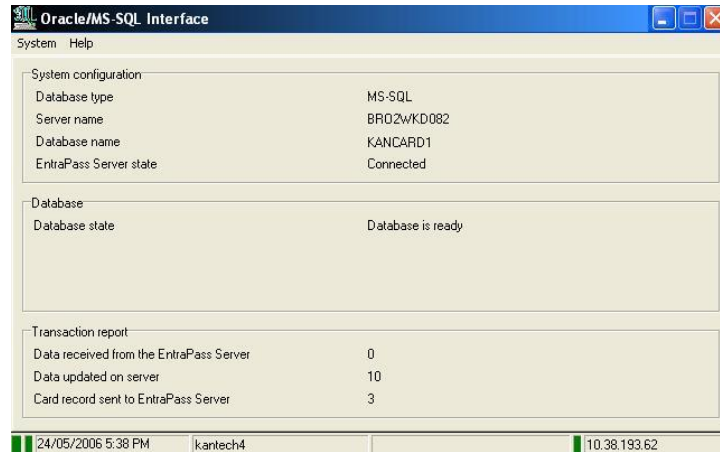 Oracle/MS-SQL Interface
System Help
System configuration
Database type MS-SQL
Server name BRO2WKD082
Database name KANCARD1
EntraPass Server state Connected
Database
Database state Database is ready
Transaction report
Data received from the EntraPass Server 0
Data updated on server 10
Card record sent to EntraPass Server 3
24/05/2006 5:38 PM kantech4 10.38.193.62